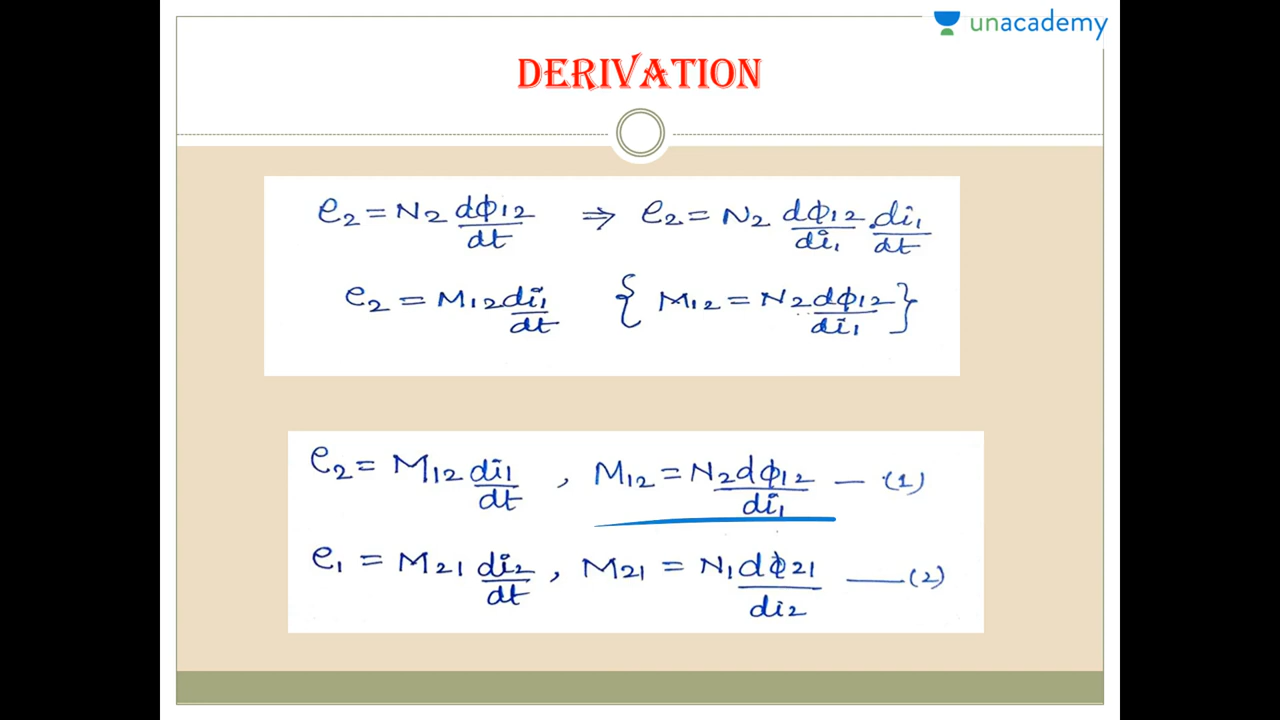 unacademy
DERIVATION
e₂ = N₂ dϕ₁₂/dt ⇒ e₂ = N₂ dϕ₁₂/di₁ . di₁/dt
e₂ = M₁₂ di₁/dt { M₁₂ = N₂ dϕ₁₂/di₁ }
e₂ = M₁₂ di₁/dt , M₁₂ = N₂ dϕ₁₂/di₁ — (1)
e₁ = M₂₁ di₂/dt , M₂₁ = N₁ dϕ₂₁/di₂ — (2)